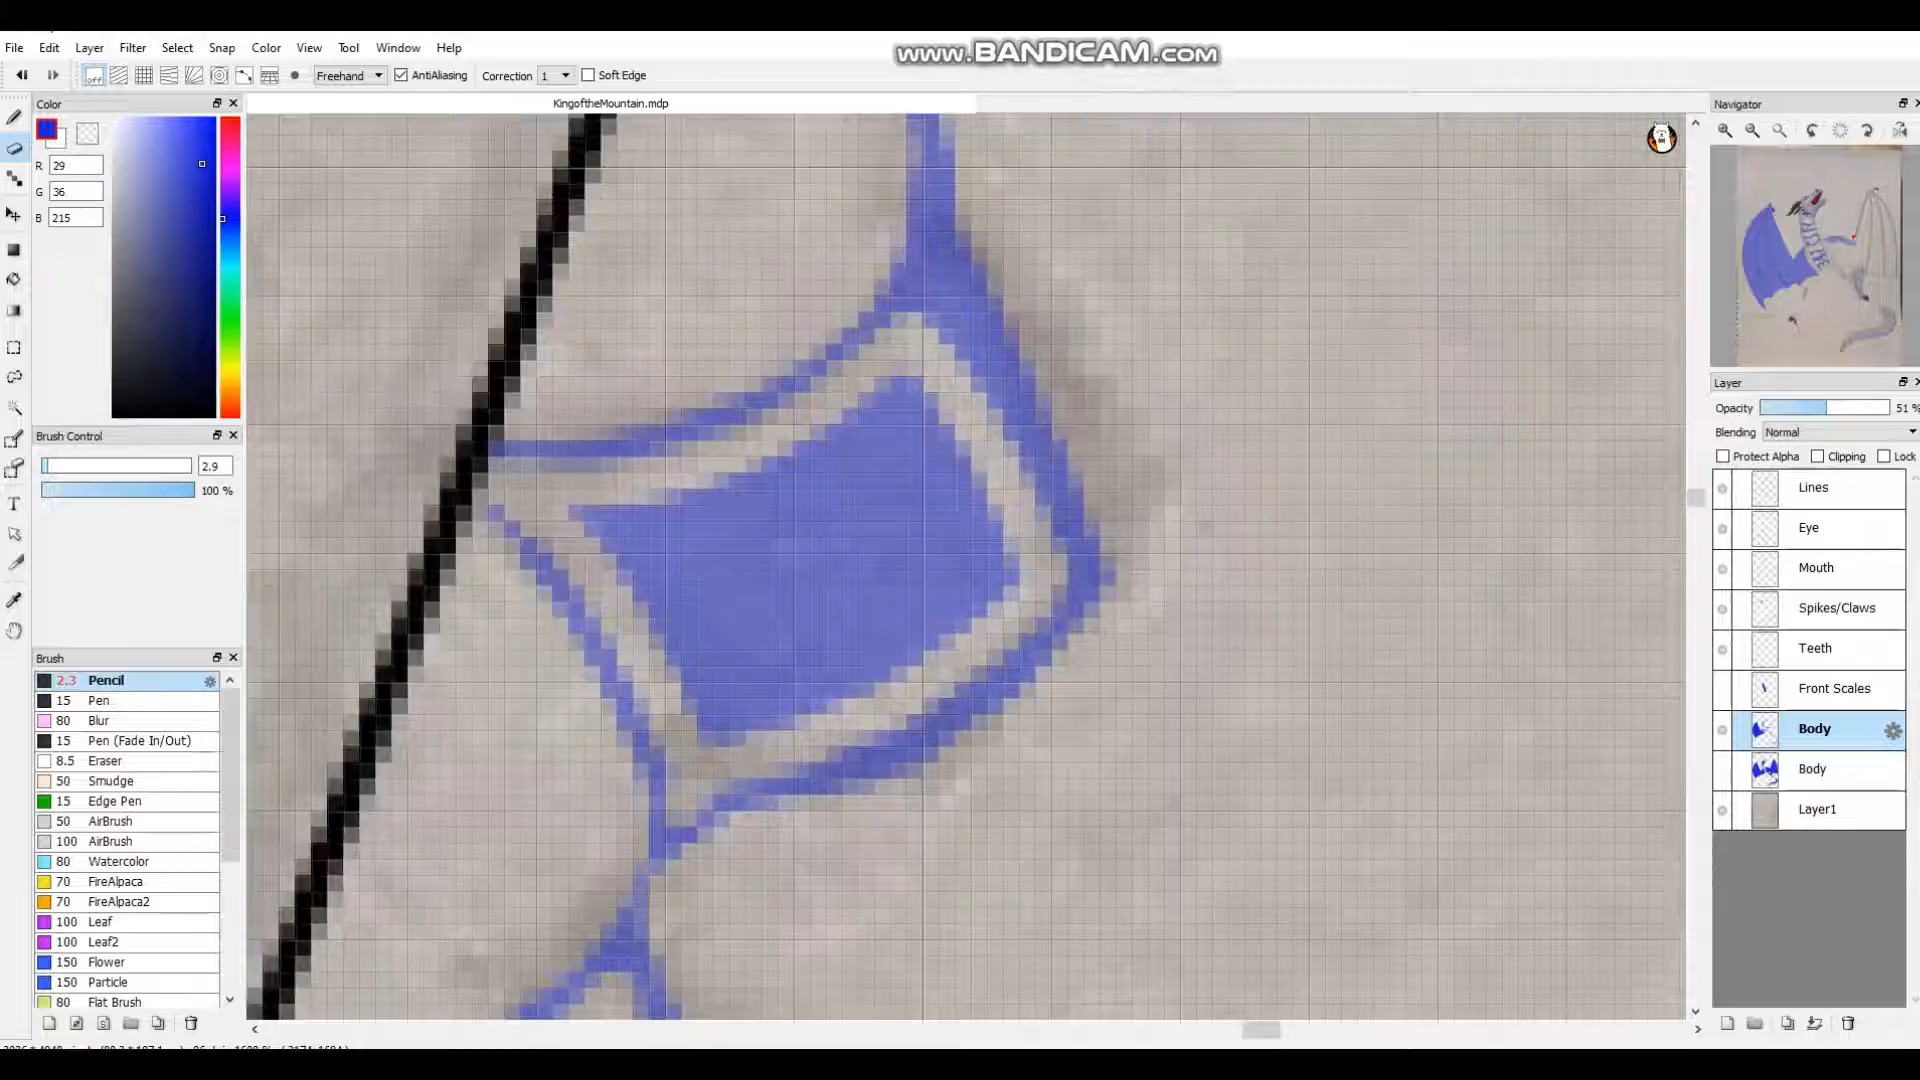 www.BANDICAM.com
File Edit Layer Filter Select Snap Color View Tool Window Help
off Freehand AntiAliasing Correction 1 Soft Edge
Color
KingoftheMountain.mdp
Navigator
R 29
G 36
B 215
Layer
Opacity 51 %
Blending Normal
Protect Alpha Clipping Lock
Brush Control
2.9
100 %
Lines
Eye
Mouth
Spikes/Claws
Teeth
Front Scales
Body
Body
Layer1
T
Brush
2.3 Pencil
15 Pen
80 Blur
15 Pen (Fade In/Out)
8.5 Eraser
50 Smudge
15 Edge Pen
50 AirBrush
100 AirBrush
80 Watercolor
70 FireAlpaca
70 FireAlpaca2
100 Leaf
100 Leaf2
150 Flower
150 Particle
80 Flat Brush